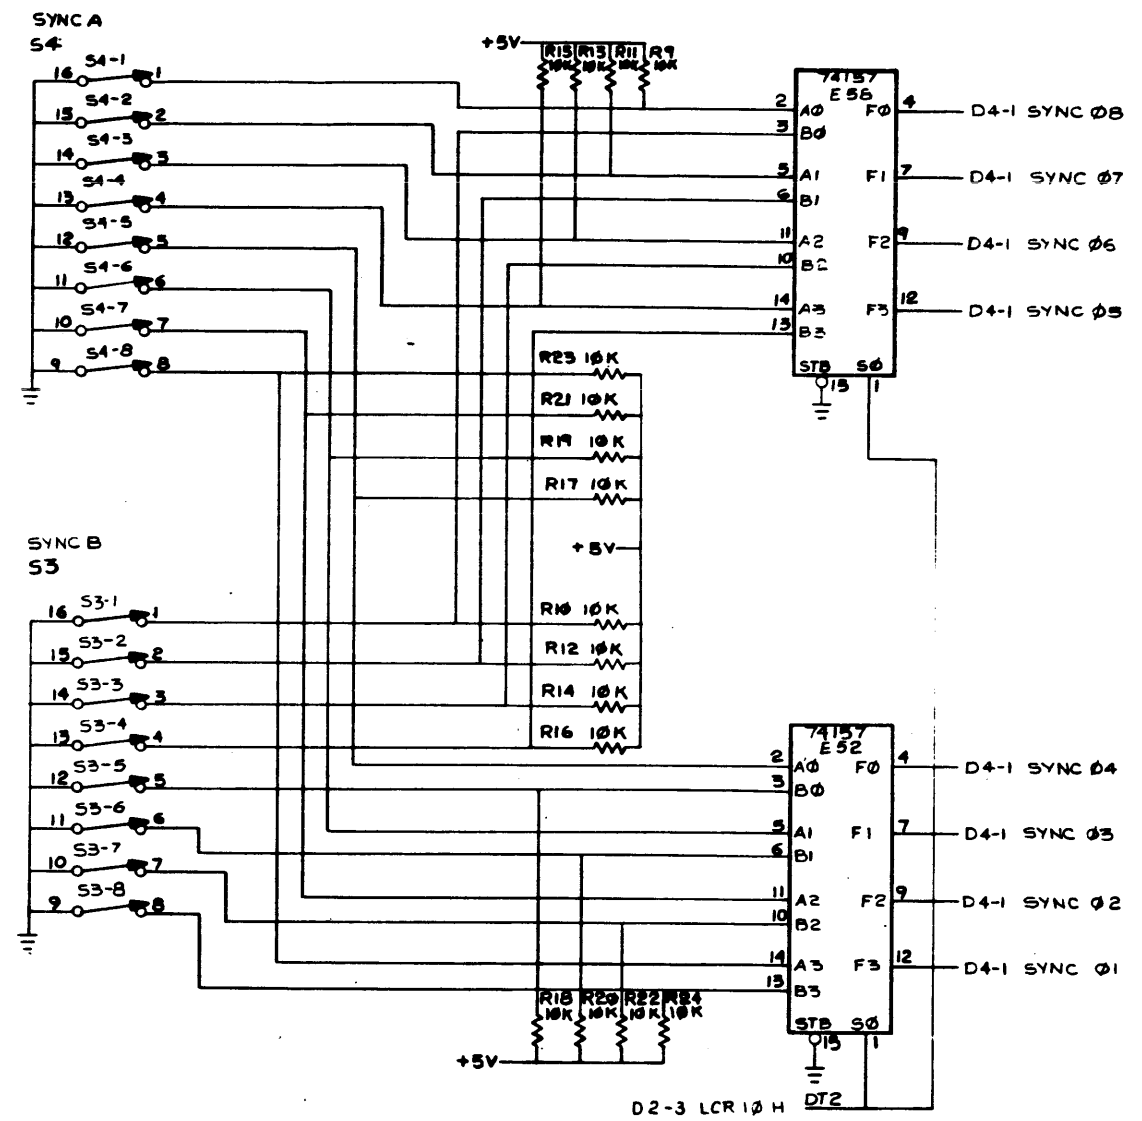 SYNC A
S4
16 S4-1 1
15 S4-2 2
14 S4-3 3
13 S4-4 4
12 S4-5 5
11 S4-6 6
10 S4-7 7
9 S4-8 8
+5V
R15 R13 R11 R9
10K 10K 10K 10K
74157
E58
2 A0 F0 4 D4-1 SYNC Ø8
3 B0
5 A1 F1 7 D4-1 SYNC Ø7
6 B1
11 A2 F2 9 D4-1 SYNC Ø6
10 B2
14 A3 F3 12 D4-1 SYNC Ø5
13 B3
STB SØ
15 1
R23 1ØK
R21 1ØK
R19 1ØK
R17 1ØK
+5V
R1Ø 1ØK
R12 1ØK
R14 1ØK
R16 1ØK
SYNC B
S3
16 S3-1 1
15 S3-2 2
14 S3-3 3
13 S3-4 4
12 S3-5 5
11 S3-6 6
10 S3-7 7
9 S3-8 8
74157
E52
2 AØ FØ 4 D4-1 SYNC Ø4
3 BØ
5 A1 F1 7 D4-1 SYNC Ø3
6 B1
11 A2 F2 9 D4-1 SYNC Ø2
10 B2
14 A3 F3 12 D4-1 SYNC Ø1
13 B3
STB SØ
15 1
R18 R2Ø R22 R24
1ØK 1ØK 1ØK 1ØK
+5V
D2-3 LCR 1Ø H DT2